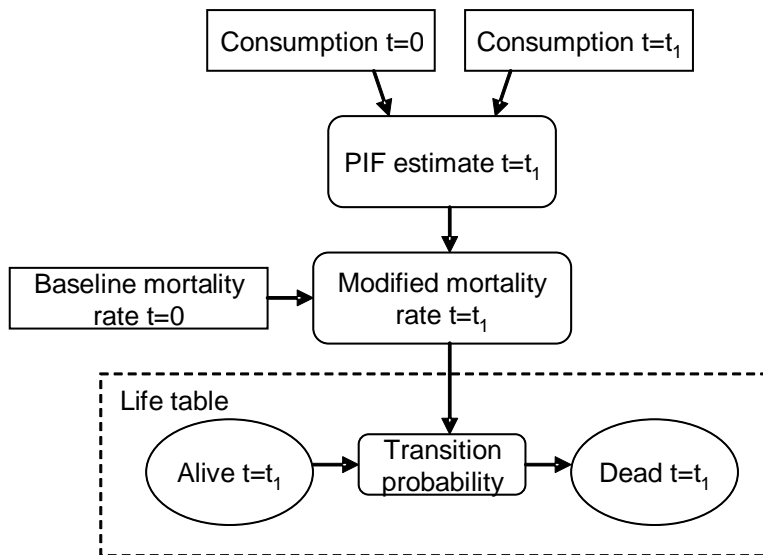 Consumption t=0
Consumption t=t₁
PIF estimate t=t₁
Baseline mortality
rate t=0
Modified mortality
rate t=t₁
Life table
Alive t=t₁
Transition
probability
Dead t=t₁